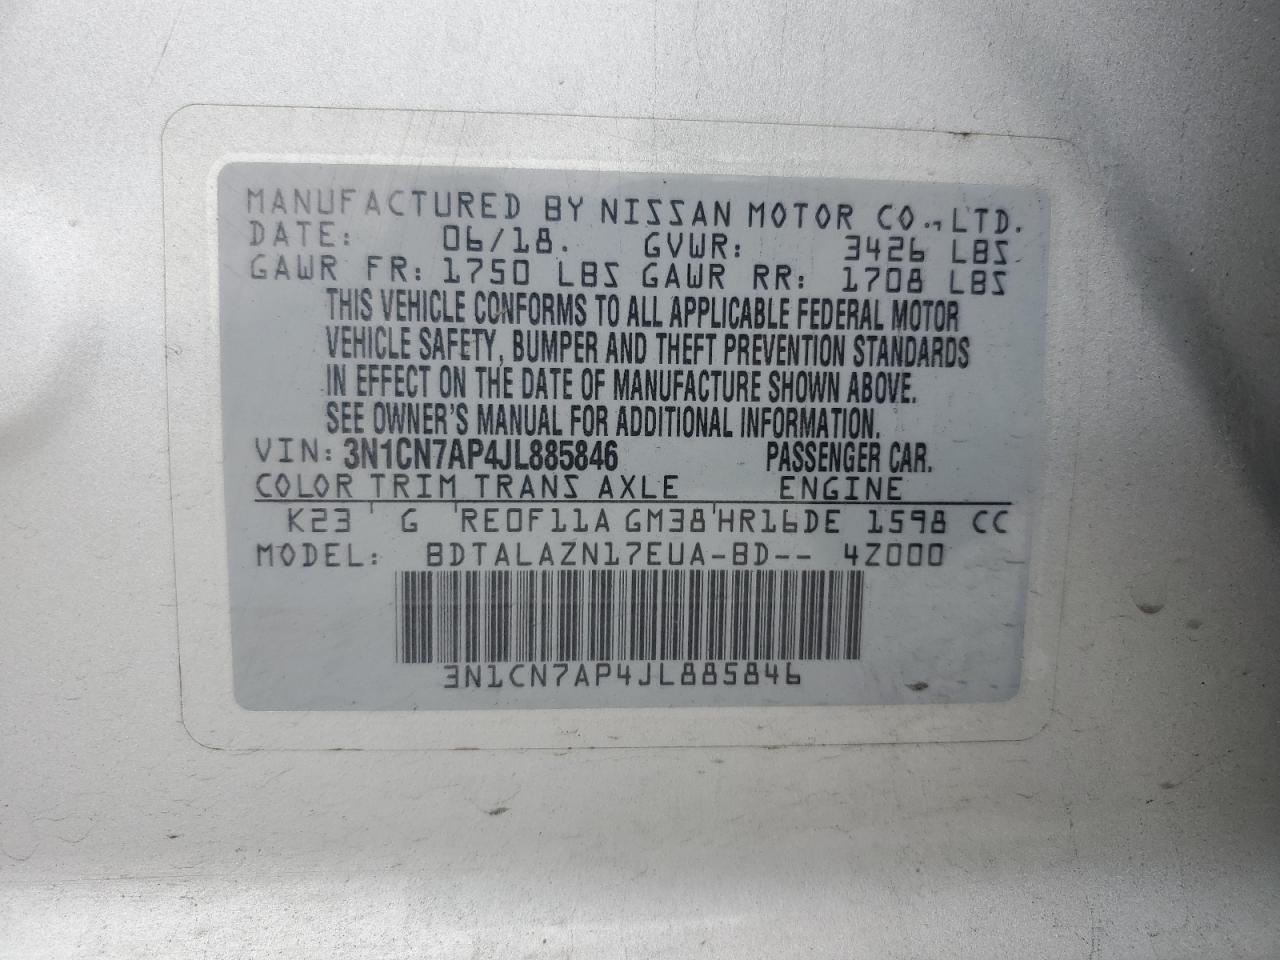 MANUFACTURED BY NISSAN MOTOR CO., LTD.
DATE: 06/18. GVWR: 3426 LBS
GAWR FR: 1750 LBS GAWR RR: 1708 LBS
THIS VEHICLE CONFORMS TO ALL APPLICABLE FEDERAL MOTOR
VEHICLE SAFETY, BUMPER AND THEFT PREVENTION STANDARDS
IN EFFECT ON THE DATE OF MANUFACTURE SHOWN ABOVE.
SEE OWNER'S MANUAL FOR ADDITIONAL INFORMATION.
VIN: 3N1CN7AP4JL885846 PASSENGER CAR.
COLOR TRIM TRANS AXLE ENGINE
K23 ' G 'RE0F11A GM38'HR16DE 1598 CC
MODEL: BDTALAZN17EUA-BD-- 4Z000
3N1CN7AP4JL885846